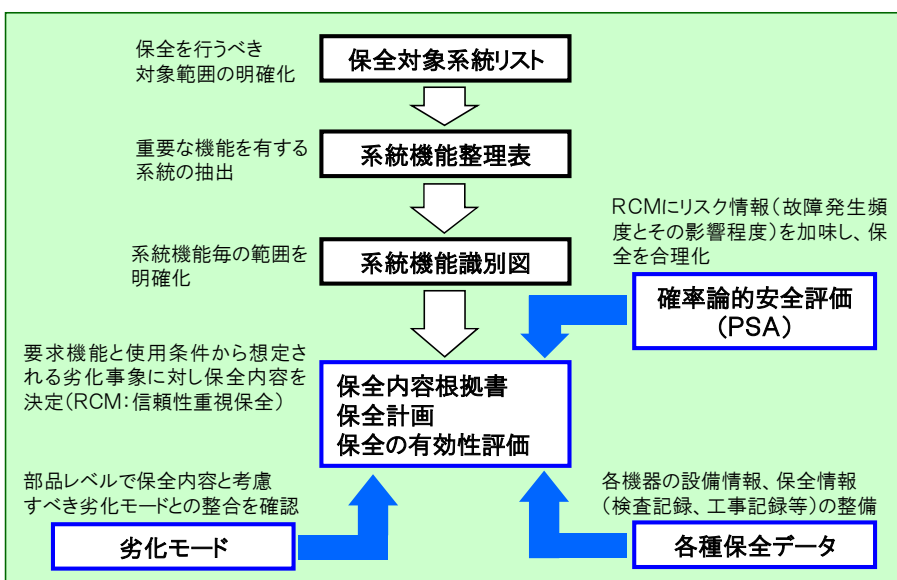 保全を行うべき
対象範囲の明確化
保全対象系統リスト
重要な機能を有する
系統の抽出
系統機能整理表
系統機能毎の範囲を
明確化
系統機能識別図
RCMにリスク情報(故障発生頻
度とその影響程度)を加味し、保
全を合理化
確率論的安全評価
(PSA)
要求機能と使用条件から想定さ
れる劣化事象に対し保全内容を
決定(RCM:信頼性重視保全)
保全内容根拠書
保全計画
保全の有効性評価
部品レベルで保全内容と考慮
すべき劣化モードとの整合を確認
劣化モード
各機器の設備情報、保全情報
(検査記録、工事記録等)の整備
各種保全データ